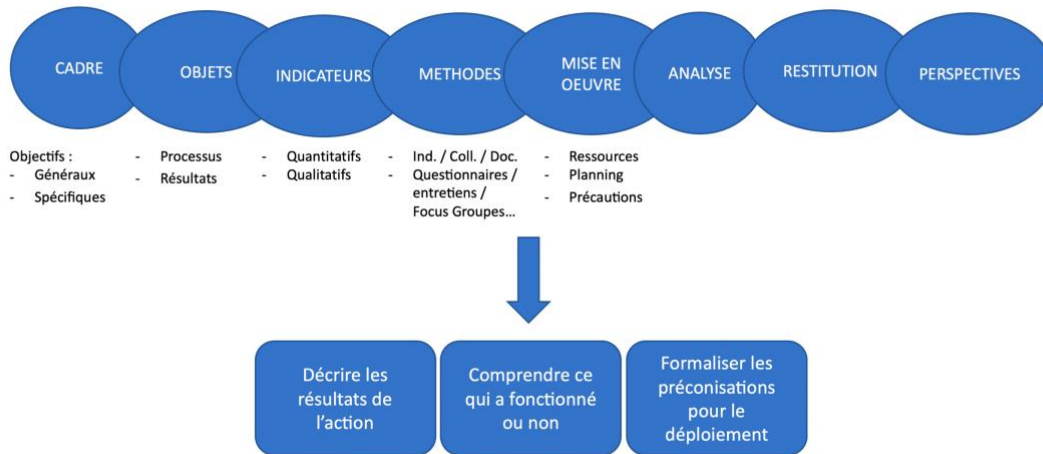 CADRE
OBJETS
INDICATEURS
METHODES
MISE EN
OEUVRE
ANALYSE
RESTITUTION
PERSPECTIVES
Objectifs :
- Généraux
- Spécifiques
- Processus
- Résultats
- Quantitatifs
- Qualitatifs
- Ind. / Coll. / Doc.
- Questionnaires /
entretiens /
Focus Groupes…
- Ressources
- Planning
- Précautions
Décrire les
résultats de
l’action
Comprendre ce
qui a fonctionné
ou non
Formaliser les
préconisations
pour le
déploiement